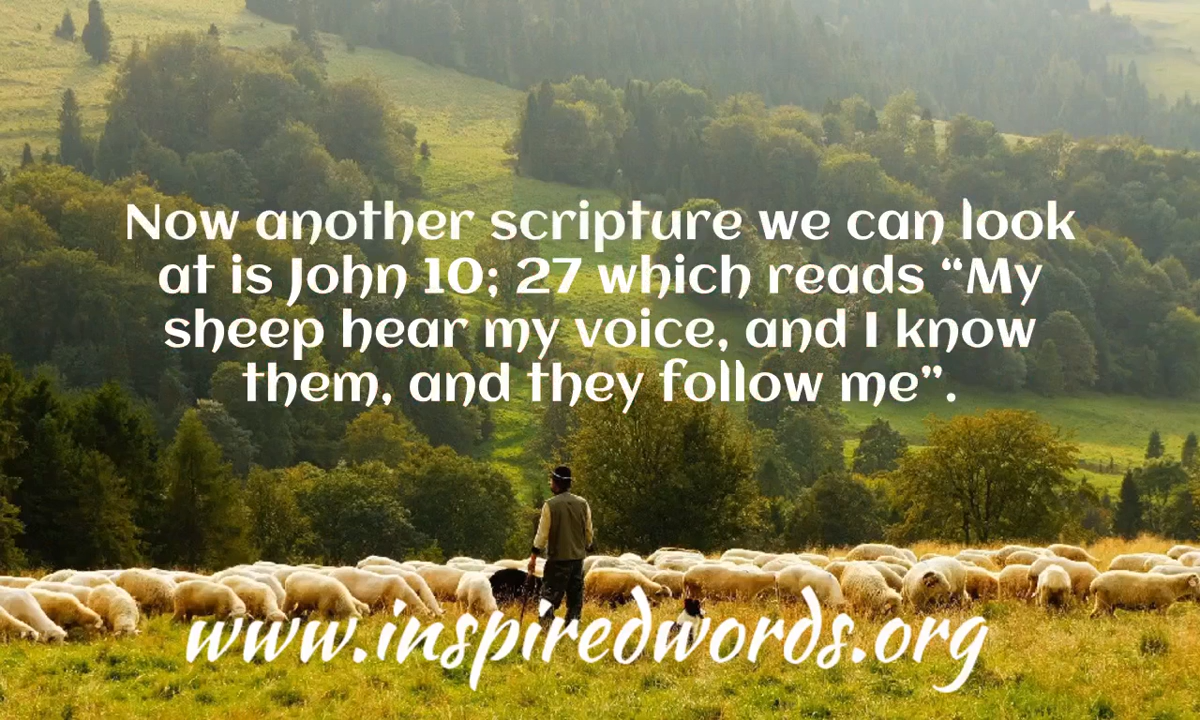 Now another scripture we can look
at is John 10; 27 which reads “My
sheep hear my voice, and I know
them, and they follow me”.
www.inspiredwords.org